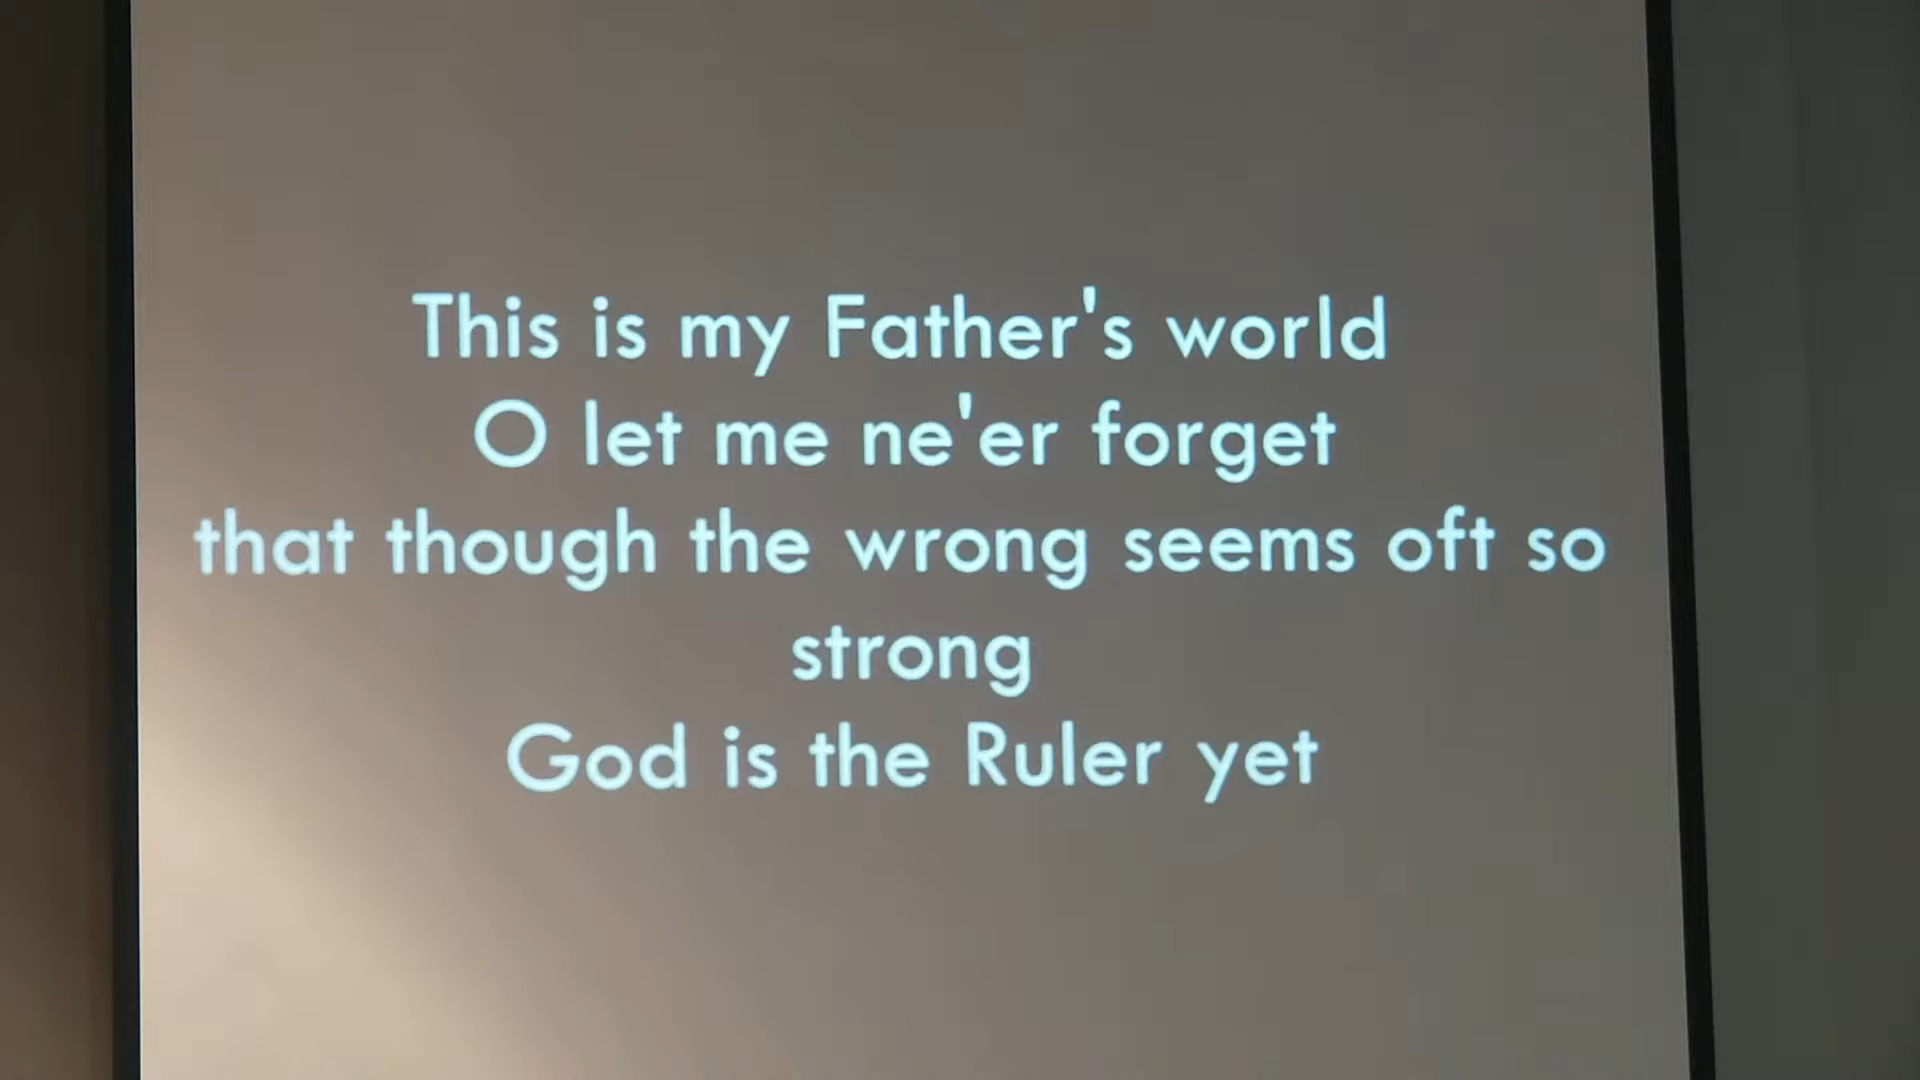 This is my Father's world
O let me ne'er forget
that though the wrong seems oft so
strong
God is the Ruler yet